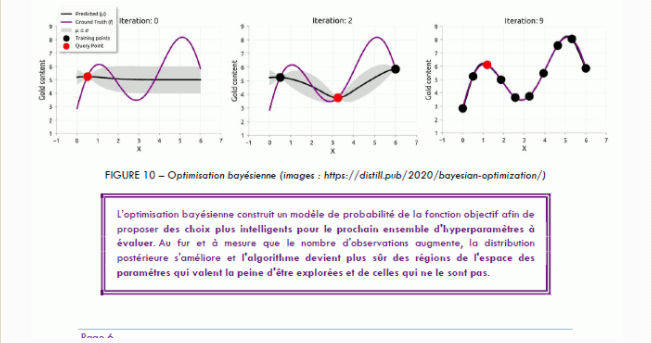 Predicted (μ)
Ground Truth (f)
μ ± σ
Training points
Query Point
Iteration: 0
Iteration: 2
Iteration: 9
Gold content
Gold content
Gold content
9
8
7
6
5
4
3
2
1
-1 0 1 2 3 4 5 6 7
X
9
8
7
6
5
4
3
2
1
-1 0 1 2 3 4 5 6 7
X
9
8
7
6
5
4
3
2
1
-1 0 1 2 3 4 5 6 7
X
FIGURE 10 – Optimisation bayésienne (images : https://distill.pub/2020/bayesian-optimization/)
L'optimisation bayésienne construit un modèle de probabilité de la fonction objectif afin de
proposer des choix plus intelligents pour le prochain ensemble d'hyperparamètres à
évaluer. Au fur et à mesure que le nombre d'observations augmente, la distribution
postérieure s'améliore et l'algorithme devient plus sûr des régions de l'espace des
paramètres qui valent la peine d'être explorées et de celles qui ne le sont pas.
Page 6